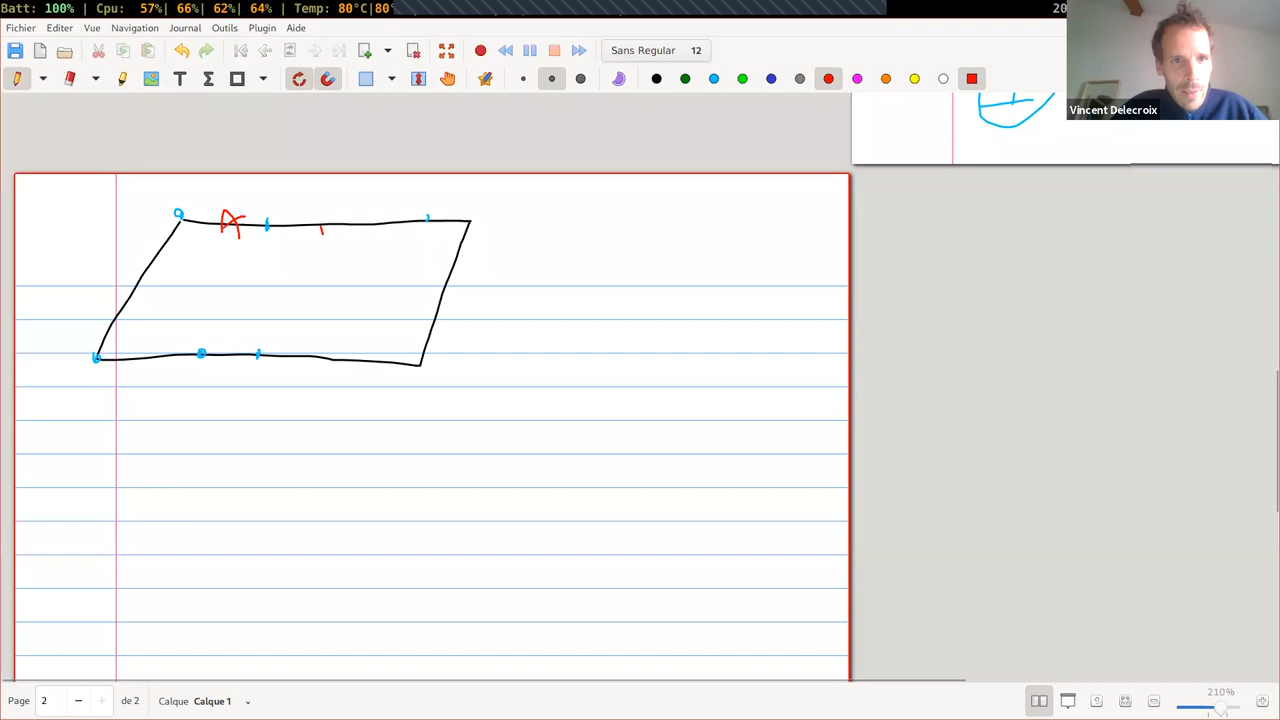 Batt: 100% | Cpu: 57%| 66%| 62%| 64% | Temp: 80°C|80°
20
Fichier Editer Vue Navigation Journal Outils Plugin Aide
Sans Regular 12
Vincent Delecroix
A
Page 2 de 2 Calque Calque 1
210%